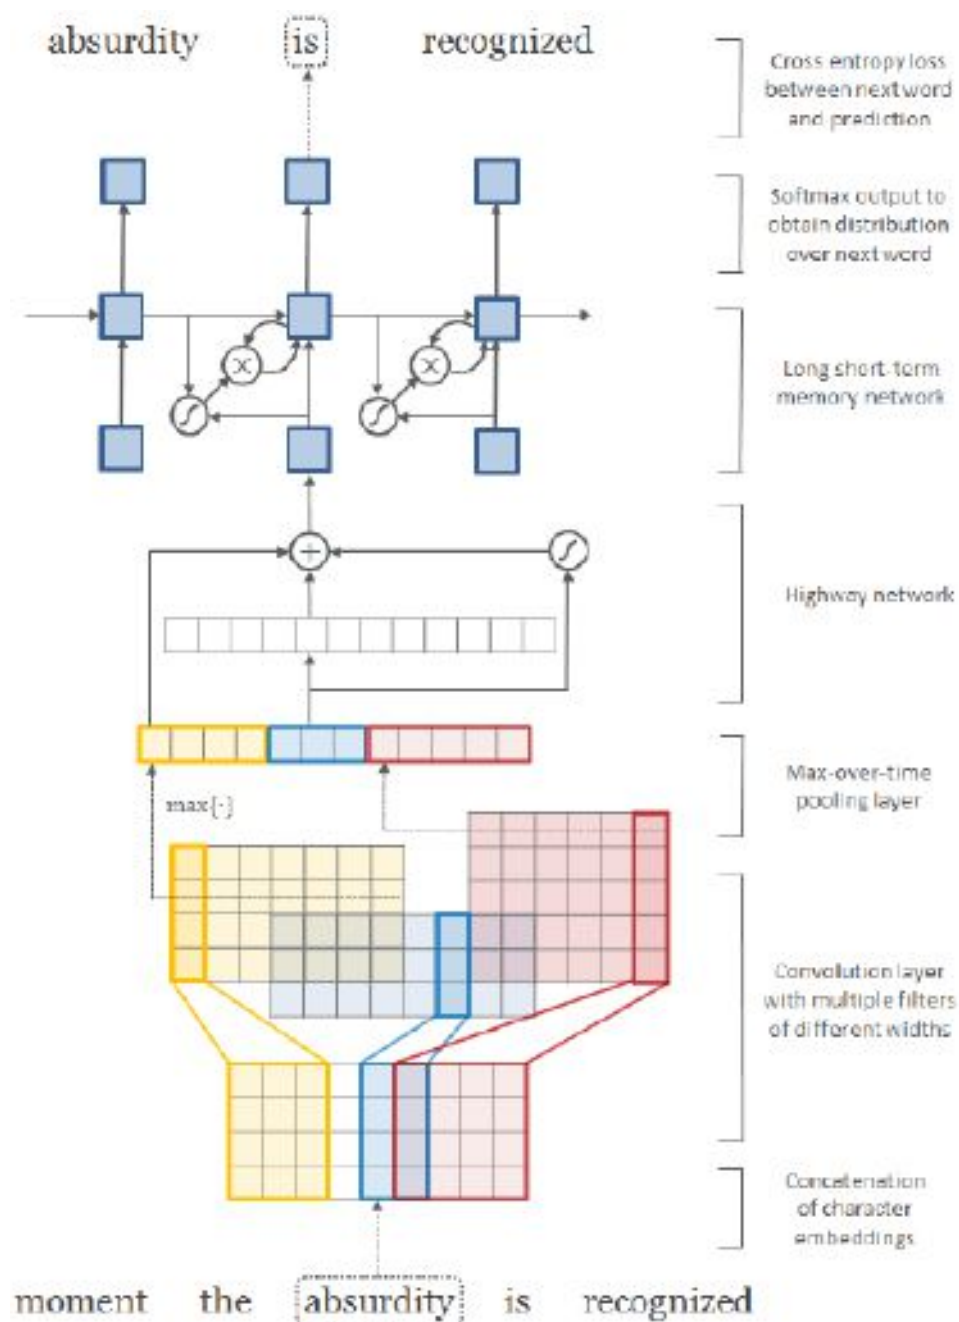 absurdity is recognized
Cross entropy loss
between next word
and prediction
Softmax output to
obtain distribution
over next word
Long short-term
memory network
Highway network
Max-over-time
pooling layer
max{·}
Convolution layer
with multiple filters
of different widths
Concatenation
of character
embeddings
moment the absurdity is recognized